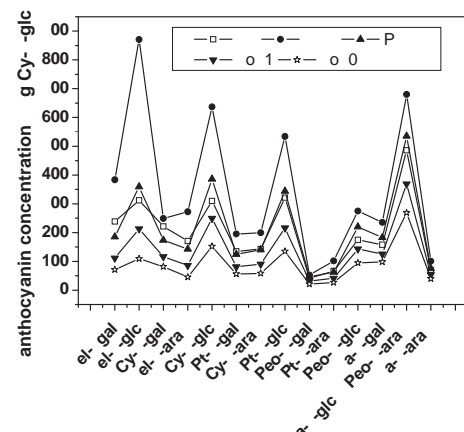 anthocyanin concentration g Cy- -glc
00
800
00
00
00
00
00
200
100
0
P
o 1
o 0
el- -gal
el- -glc
Cy- -gal
el- -ara
Cy- -glc
Pt- -gal
Cy- -ara
Pt- -glc
Peo- -gal
Pt- -ara
Peo- -glc
a- -gal
a- -glc
Peo- -ara
a- -ara